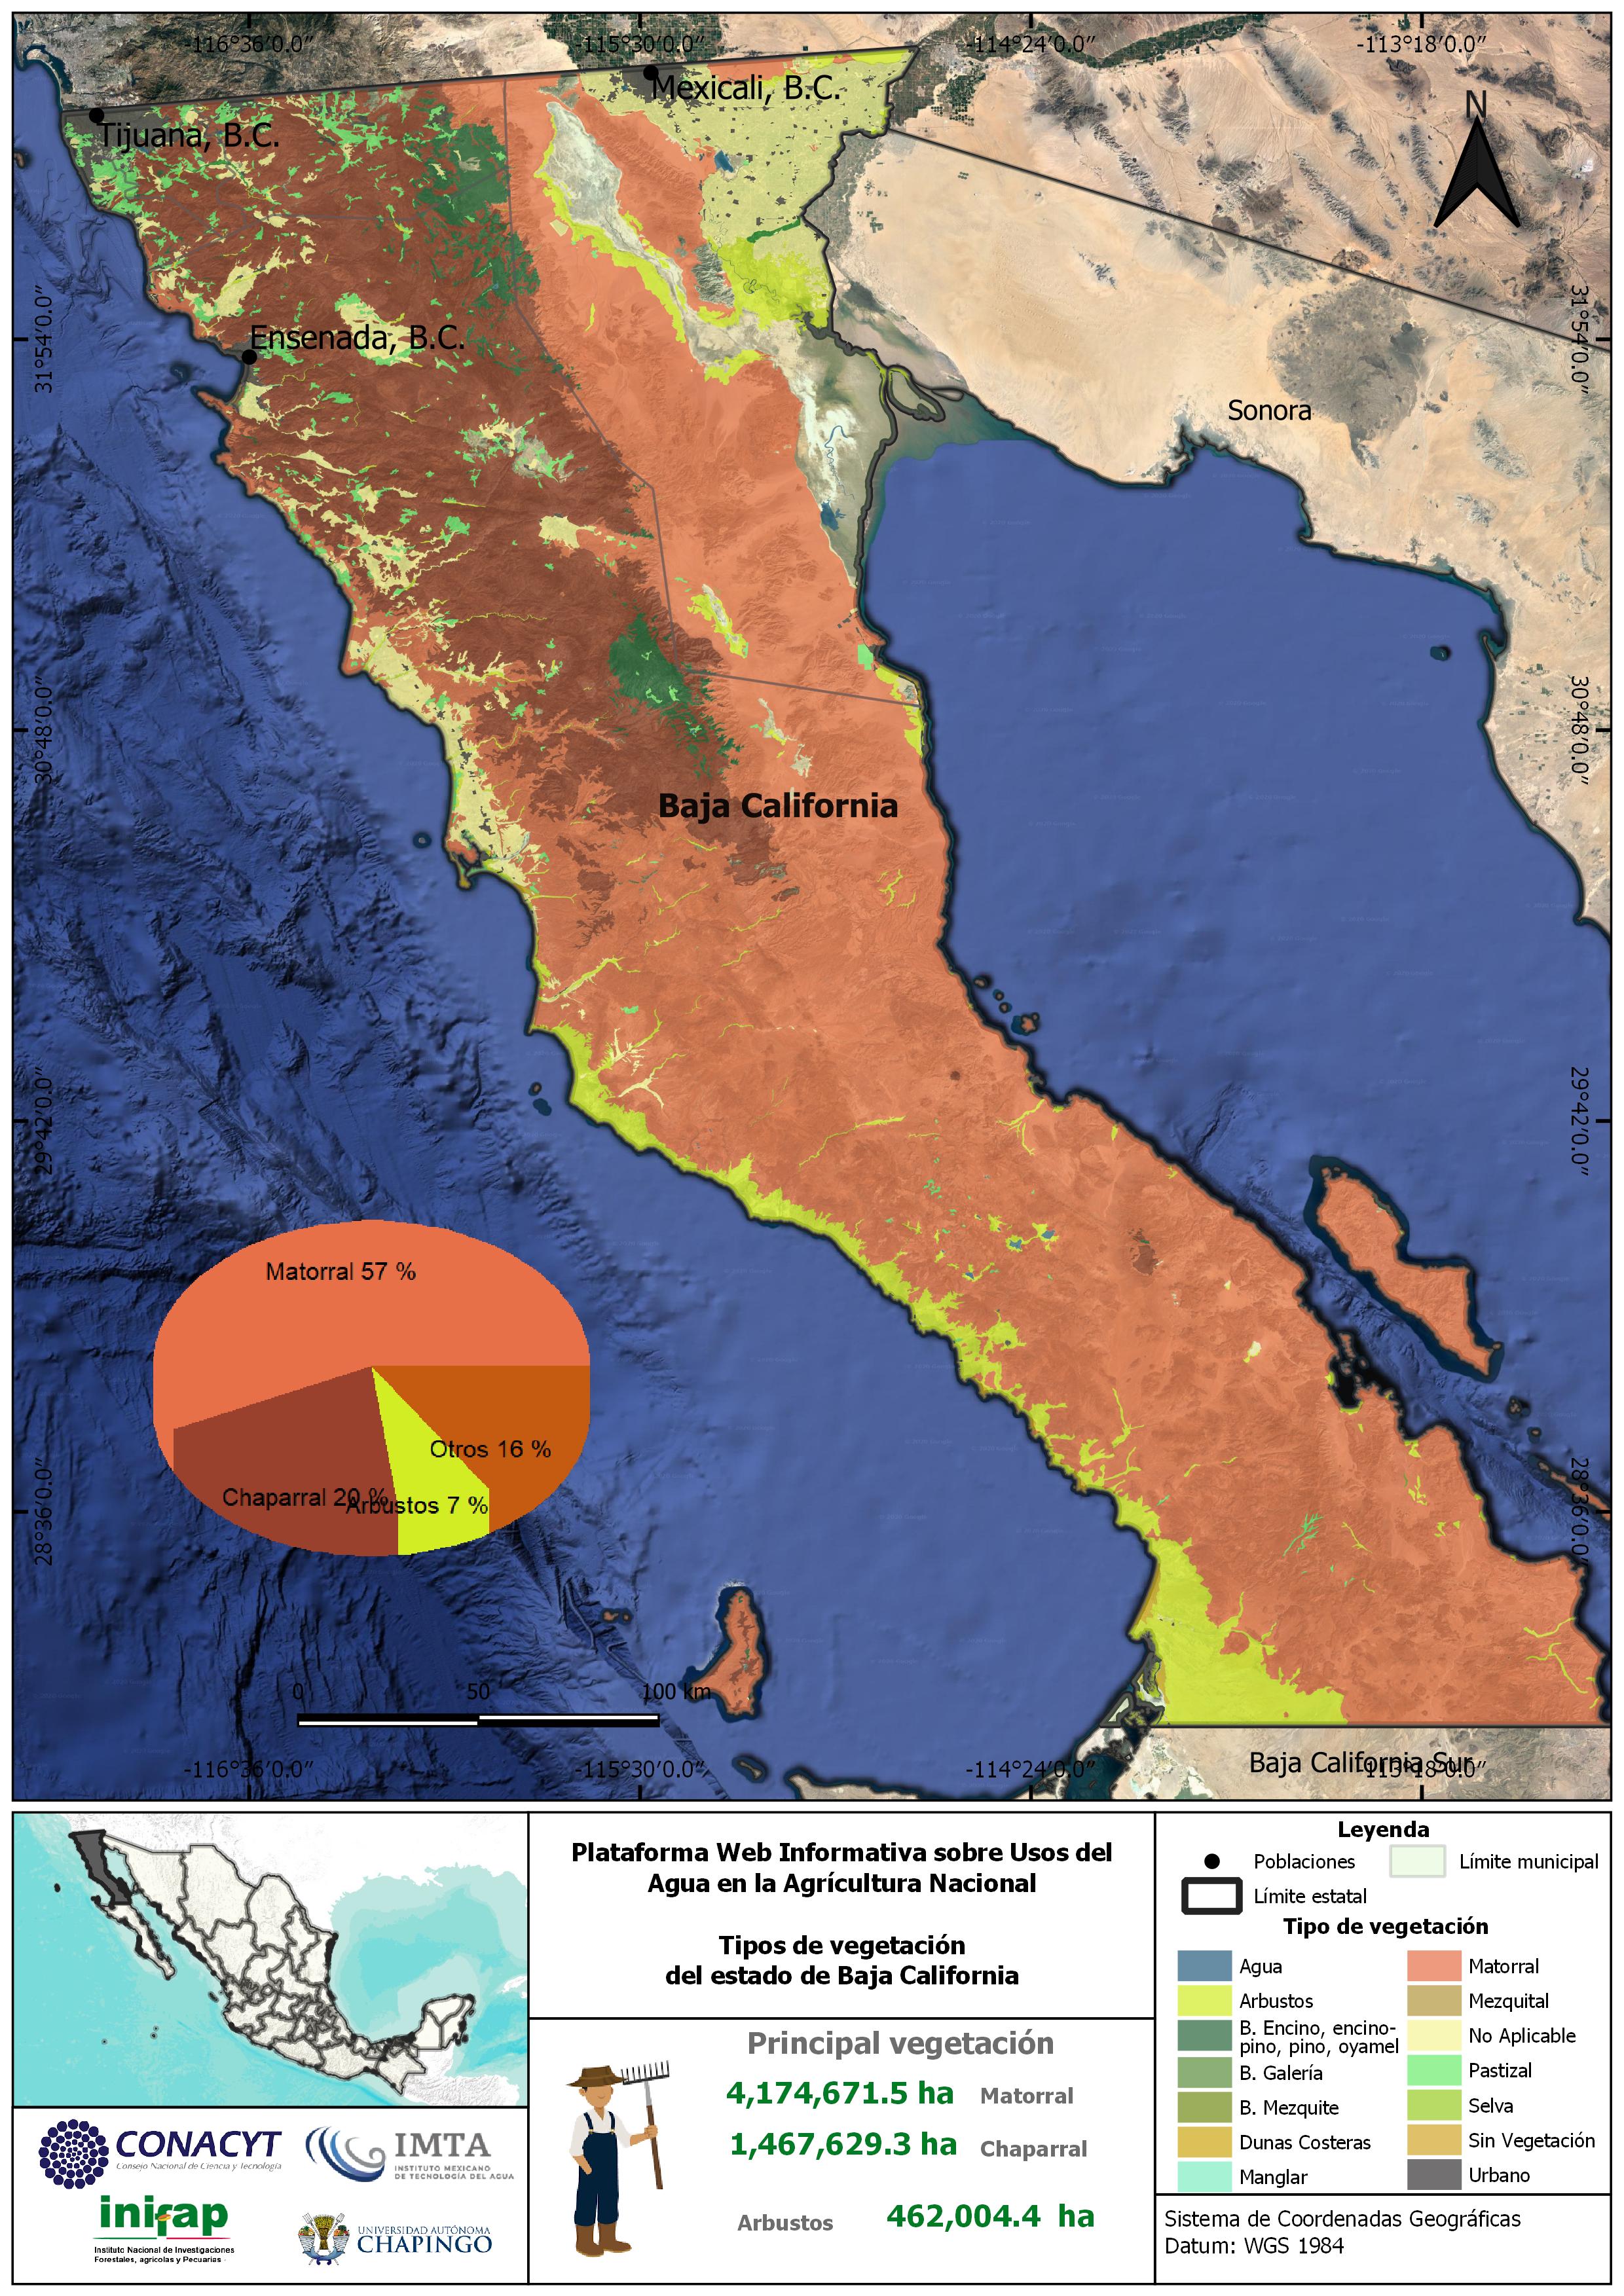 -116°36′0.0″
-115°30′0.0″
-114°24′0.0″
-113°18′0.0″
Mexicali, B.C.
N
Tijuana, B.C.
31°54′0.0″
31°54′0.0″
Ensenada, B.C.
Sonora
30°48′0.0″
30°48′0.0″
Baja California
29°42′0.0″
29°42′0.0″
Matorral 57 %
Otros 16 %
Chaparral 20 %
Arbustos 7 %
28°36′0.0″
28°36′0.0″
0 50 100 km
-116°36′0.0″
-115°30′0.0″
-114°24′0.0″
-113°18′0.0″
Baja California Sur
Plataforma Web Informativa sobre Usos del
Agua en la Agrícultura Nacional
Tipos de vegetación
del estado de Baja California
Principal vegetación
4,174,671.5 ha Matorral
1,467,629.3 ha Chaparral
Arbustos 462,004.4 ha
Leyenda
Poblaciones
Límite municipal
Límite estatal
Tipo de vegetación
Agua
Arbustos
B. Encino, encino-
pino, pino, oyamel
B. Galería
B. Mezquite
Dunas Costeras
Manglar
Matorral
Mezquital
No Aplicable
Pastizal
Selva
Sin Vegetación
Urbano
Sistema de Coordenadas Geográficas
Datum: WGS 1984
CONACYT
Consejo Nacional de Ciencia y Tecnología
IMTA
INSTITUTO MEXICANO
DE TECNOLOGÍA DEL AGUA
inifap
Instituto Nacional de Investigaciones
Forestales, agrícolas y Pecuarias
UNIVERSIDAD AUTÓNOMA
CHAPINGO